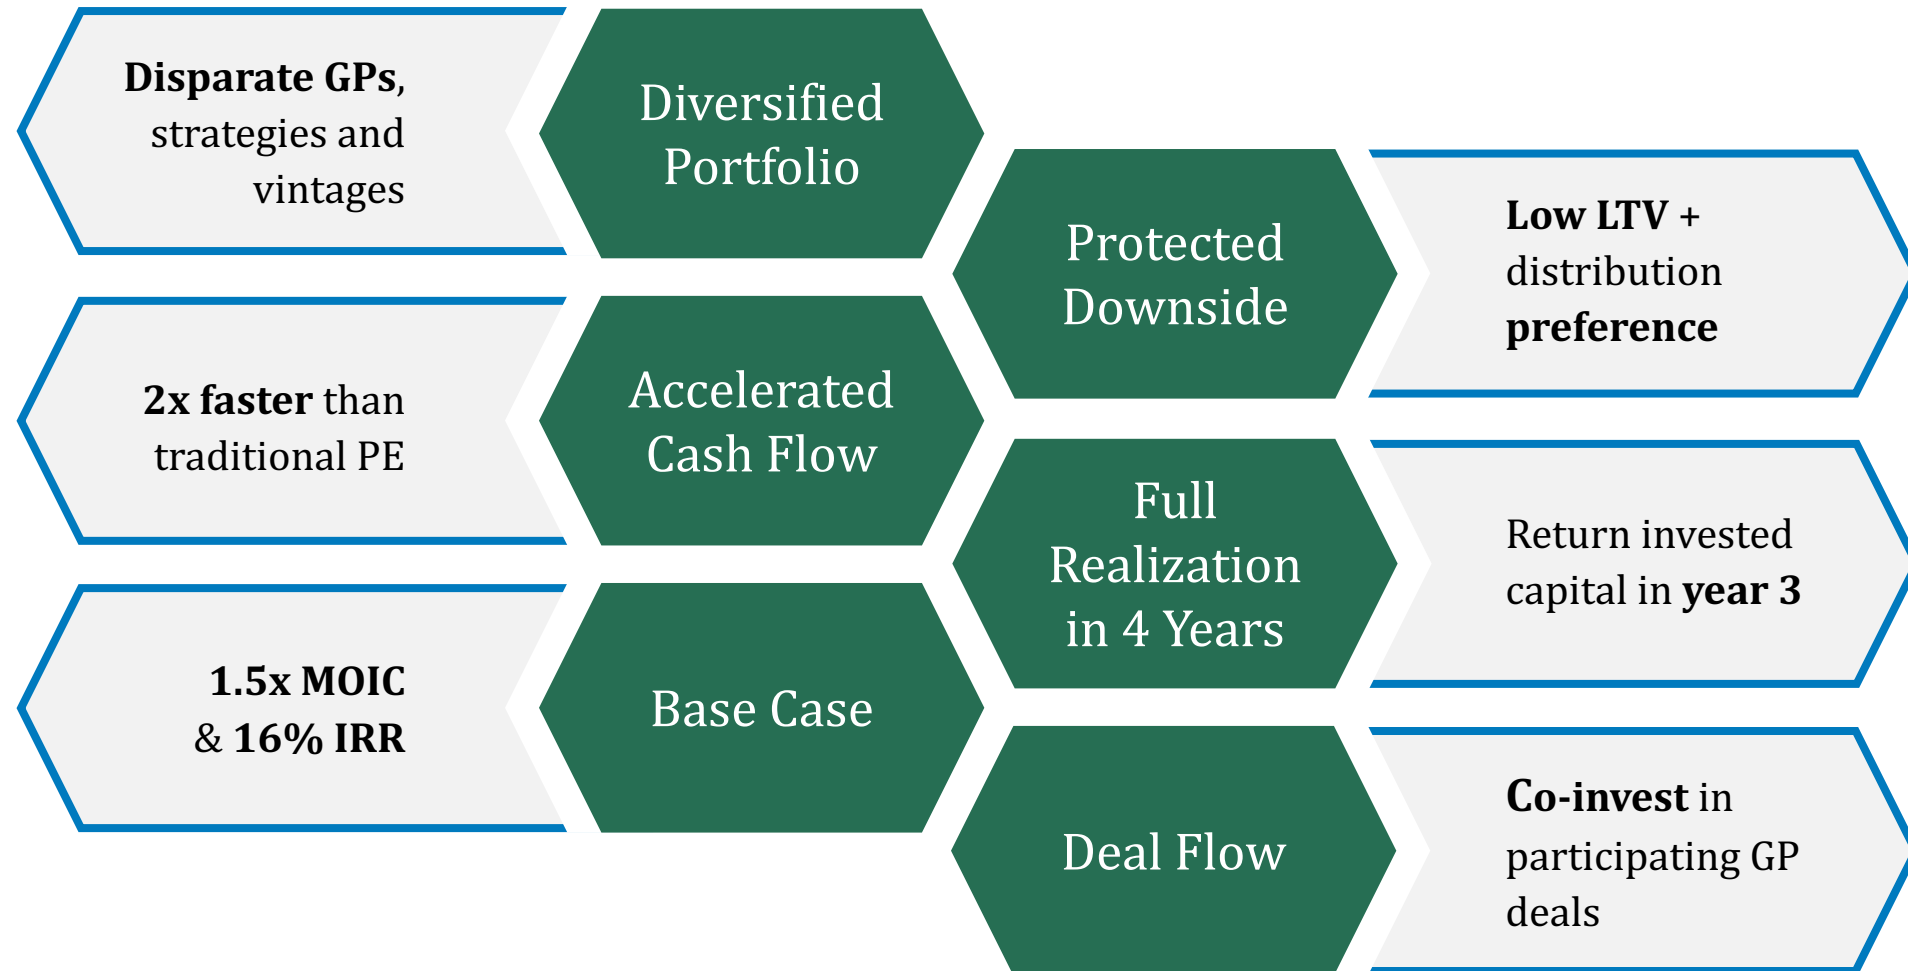 Disparate GPs,
strategies and
vintages
Diversified
Portfolio
Protected
Downside
Low LTV +
distribution
preference
2x faster than
traditional PE
Accelerated
Cash Flow
Full
Realization
in 4 Years
Return invested
capital in year 3
1.5x MOIC
& 16% IRR
Base Case
Deal Flow
Co-invest in
participating GP
deals